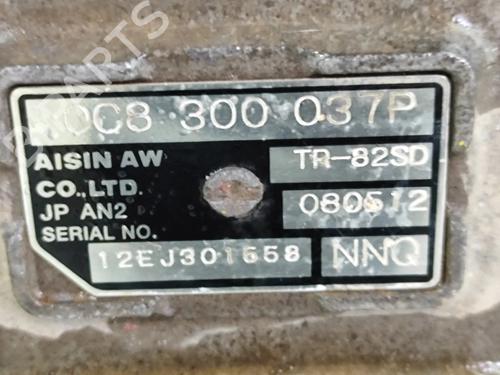 0C8 300 037P
AISIN AW TR-82SD
CO.,LTD.
JP AN2 080512
SERIAL NO.
12EJ301658 NNQ